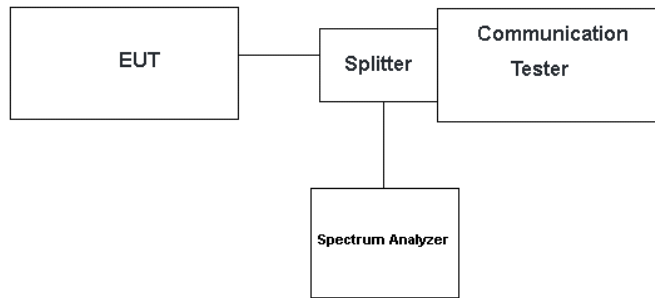 EUT
Splitter
Communication
Tester
Spectrum Analyzer